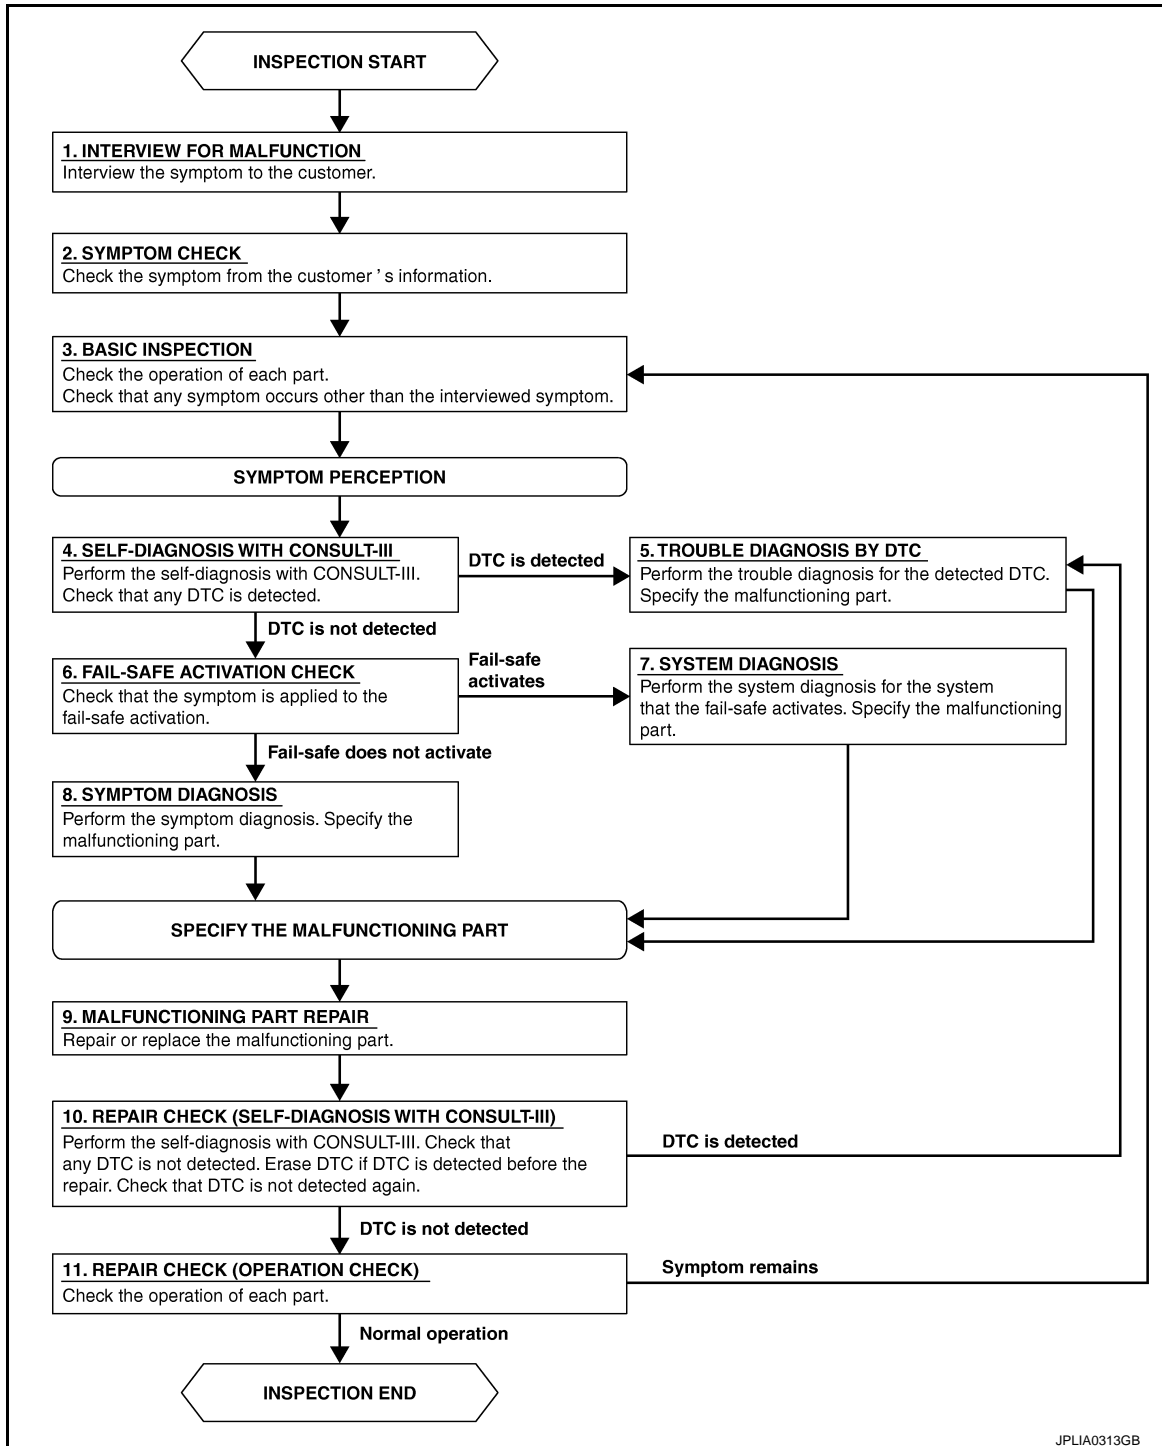 INSPECTION START
1. INTERVIEW FOR MALFUNCTION
Interview the symptom to the customer.
2. SYMPTOM CHECK
Check the symptom from the customer ’ s information.
3. BASIC INSPECTION
Check the operation of each part.
Check that any symptom occurs other than the interviewed symptom.
SYMPTOM PERCEPTION
4. SELF-DIAGNOSIS WITH CONSULT-III
Perform the self-diagnosis with CONSULT-III.
Check that any DTC is detected.
DTC is detected
5. TROUBLE DIAGNOSIS BY DTC
Perform the trouble diagnosis for the detected DTC.
Specify the malfunctioning part.
DTC is not detected
6. FAIL-SAFE ACTIVATION CHECK
Check that the symptom is applied to the
fail-safe activation.
Fail-safe
activates
7. SYSTEM DIAGNOSIS
Perform the system diagnosis for the system
that the fail-safe activates. Specify the malfunctioning
part.
Fail-safe does not activate
8. SYMPTOM DIAGNOSIS
Perform the symptom diagnosis. Specify the
malfunctioning part.
SPECIFY THE MALFUNCTIONING PART
9. MALFUNCTIONING PART REPAIR
Repair or replace the malfunctioning part.
10. REPAIR CHECK (SELF-DIAGNOSIS WITH CONSULT-III)
Perform the self-diagnosis with CONSULT-III. Check that
any DTC is not detected. Erase DTC if DTC is detected before the
repair. Check that DTC is not detected again.
DTC is detected
DTC is not detected
11. REPAIR CHECK (OPERATION CHECK)
Check the operation of each part.
Symptom remains
Normal operation
INSPECTION END
JPLIA0313GB